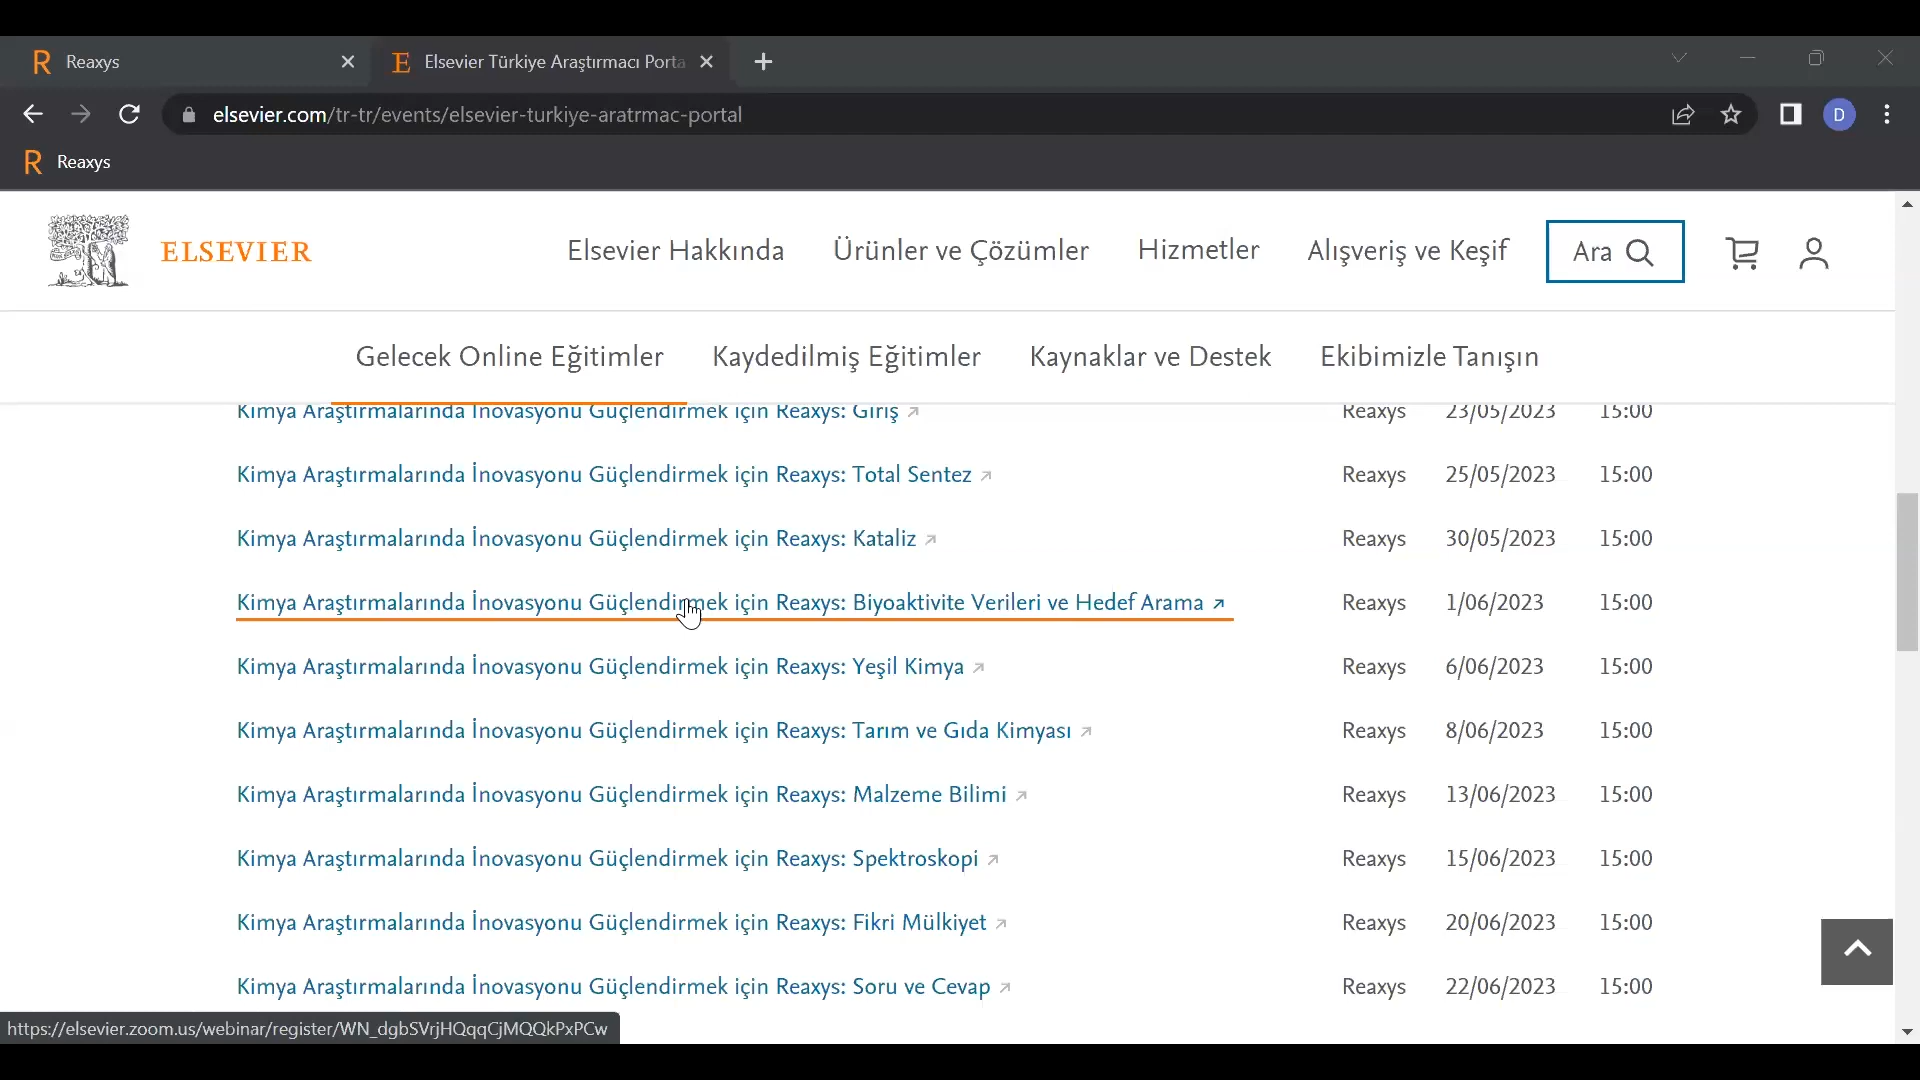 Reaxys
Elsevier Türkiye Araştırmacı Porta
elsevier.com/tr-tr/events/elsevier-turkiye-aratrmac-portal
D
Reaxys
ELSEVIER
Elsevier Hakkında
Ürünler ve Çözümler
Hizmetler
Alışveriş ve Keşif
Ara
Gelecek Online Eğitimler
Kaydedilmiş Eğitimler
Kaynaklar ve Destek
Ekibimizle Tanışın
Kimya Araştırmalarında İnovasyonu Güçlendirmek için Reaxys: Giriş Reaxys 23/05/2023 15:00
Kimya Araştırmalarında İnovasyonu Güçlendirmek için Reaxys: Total Sentez Reaxys 25/05/2023 15:00
Kimya Araştırmalarında İnovasyonu Güçlendirmek için Reaxys: Kataliz Reaxys 30/05/2023 15:00
Kimya Araştırmalarında İnovasyonu Güçlendirmek için Reaxys: Biyoaktivite Verileri ve Hedef Arama Reaxys 1/06/2023 15:00
Kimya Araştırmalarında İnovasyonu Güçlendirmek için Reaxys: Yeşil Kimya Reaxys 6/06/2023 15:00
Kimya Araştırmalarında İnovasyonu Güçlendirmek için Reaxys: Tarım ve Gıda Kimyası Reaxys 8/06/2023 15:00
Kimya Araştırmalarında İnovasyonu Güçlendirmek için Reaxys: Malzeme Bilimi Reaxys 13/06/2023 15:00
Kimya Araştırmalarında İnovasyonu Güçlendirmek için Reaxys: Spektroskopi Reaxys 15/06/2023 15:00
Kimya Araştırmalarında İnovasyonu Güçlendirmek için Reaxys: Fikri Mülkiyet Reaxys 20/06/2023 15:00
Kimya Araştırmalarında İnovasyonu Güçlendirmek için Reaxys: Soru ve Cevap Reaxys 22/06/2023 15:00
https://elsevier.zoom.us/webinar/register/WN_dgbSVrjHQqqCjMQQkPxPCw